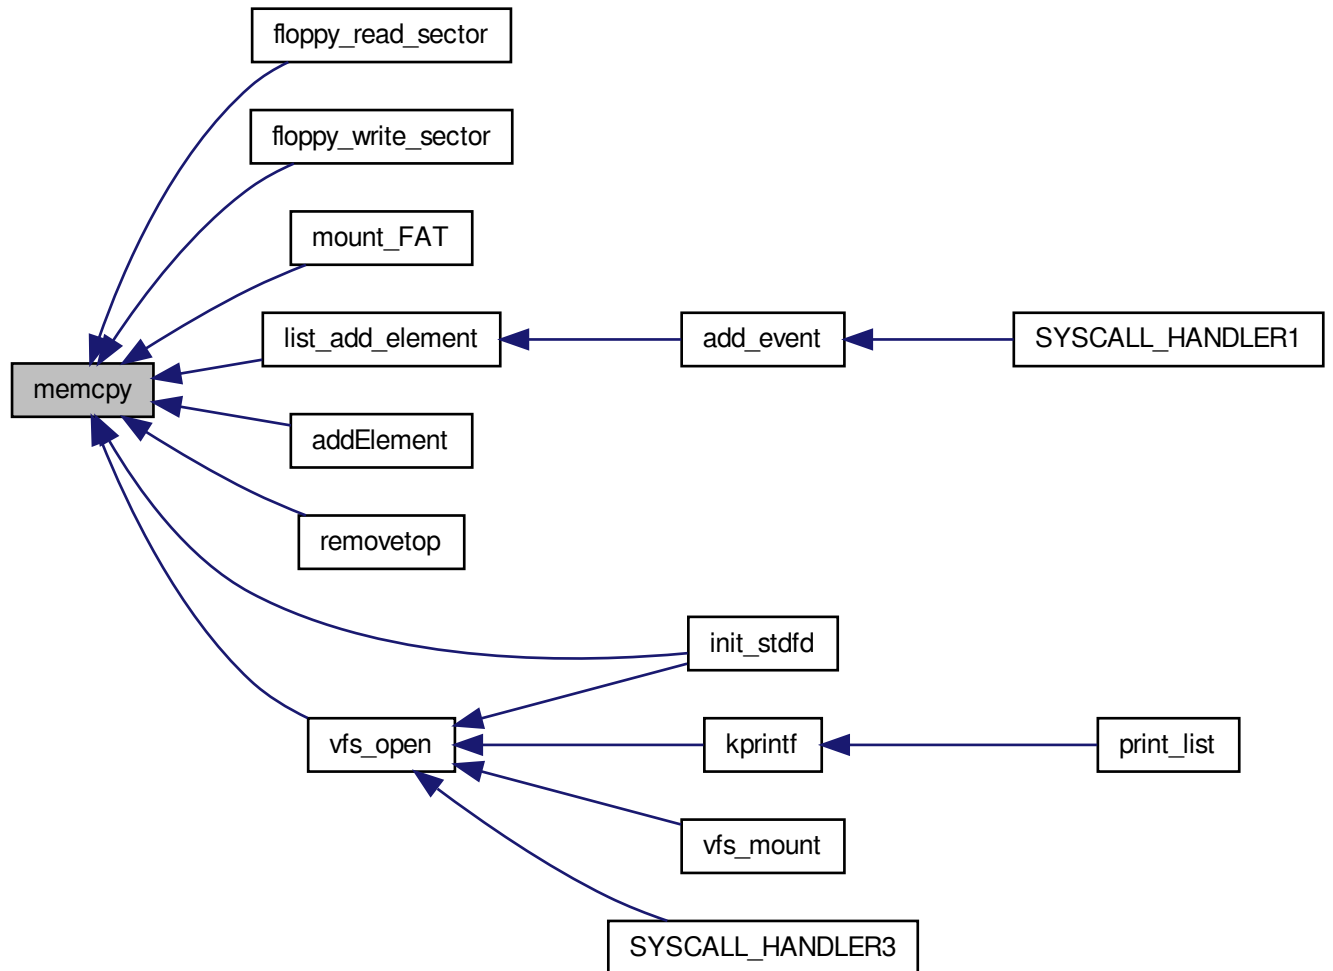 floppy_read_sector
floppy_write_sector
mount_FAT
list_add_element
add_event
SYSCALL_HANDLER1
memcpy
addElement
removetop
init_stdfd
vfs_open
kprintf
print_list
vfs_mount
SYSCALL_HANDLER3